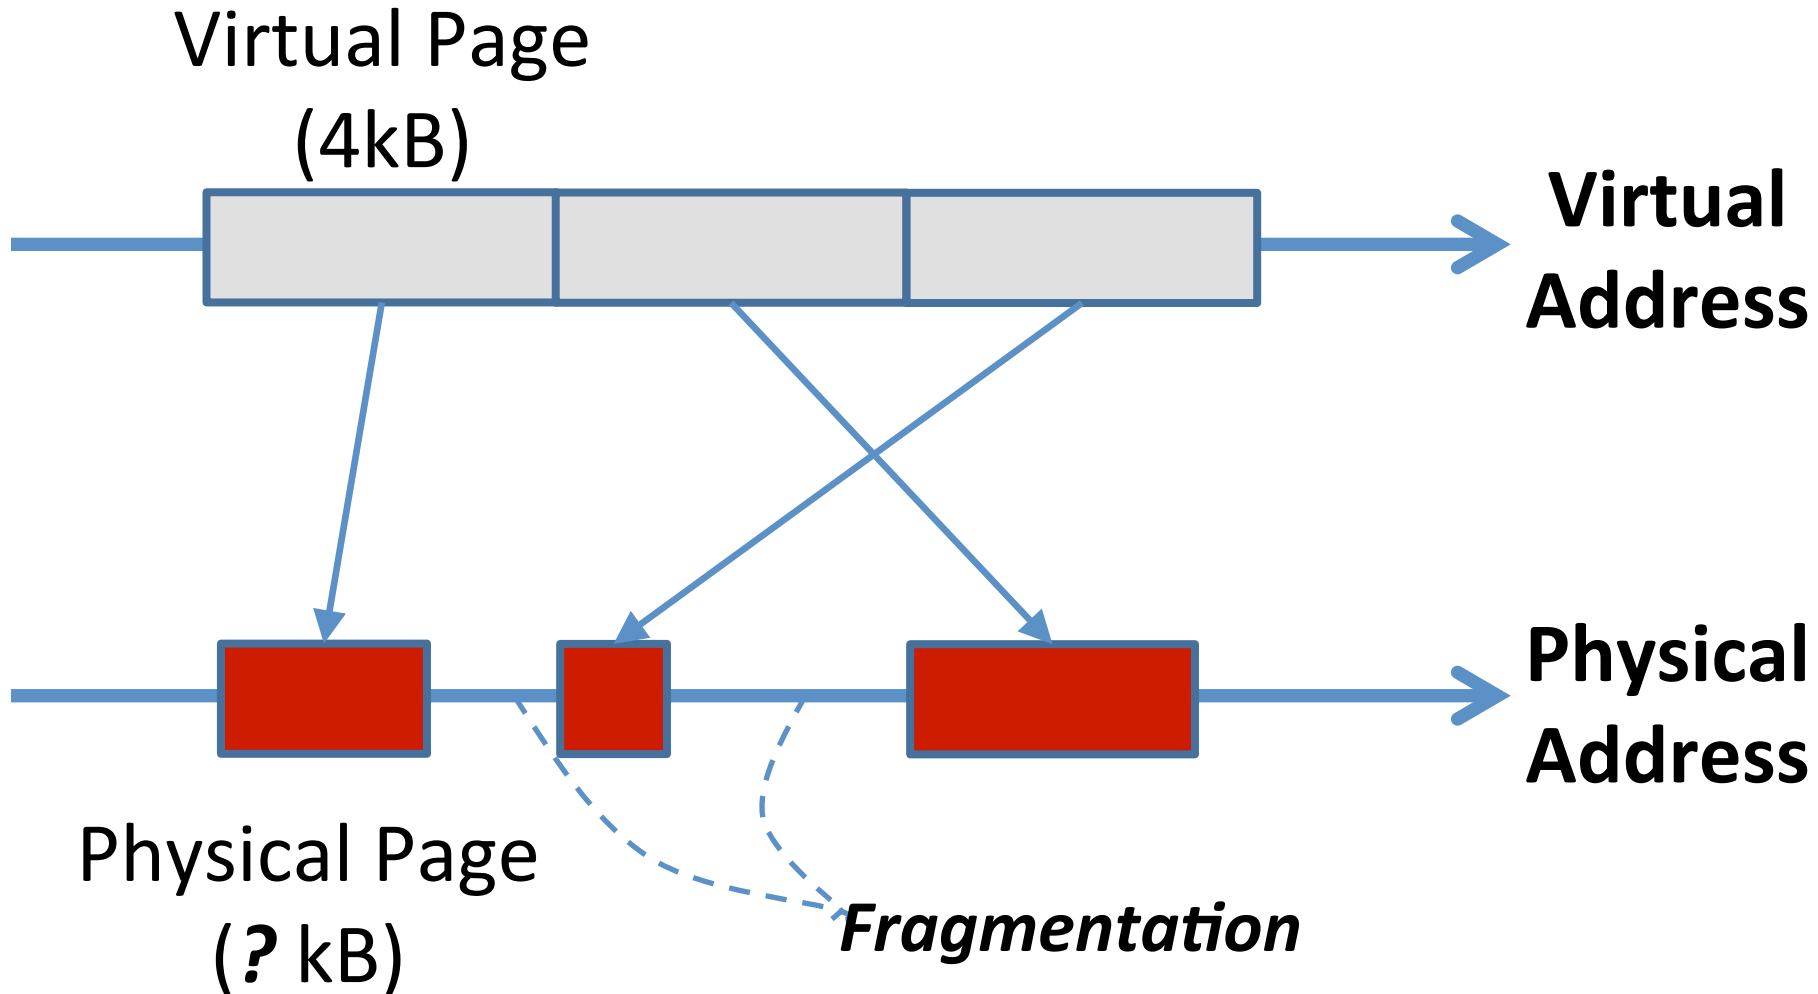 Virtual Page
(4kB)
Virtual
Address
Physical
Address
Physical Page
(? kB)
Fragmentation